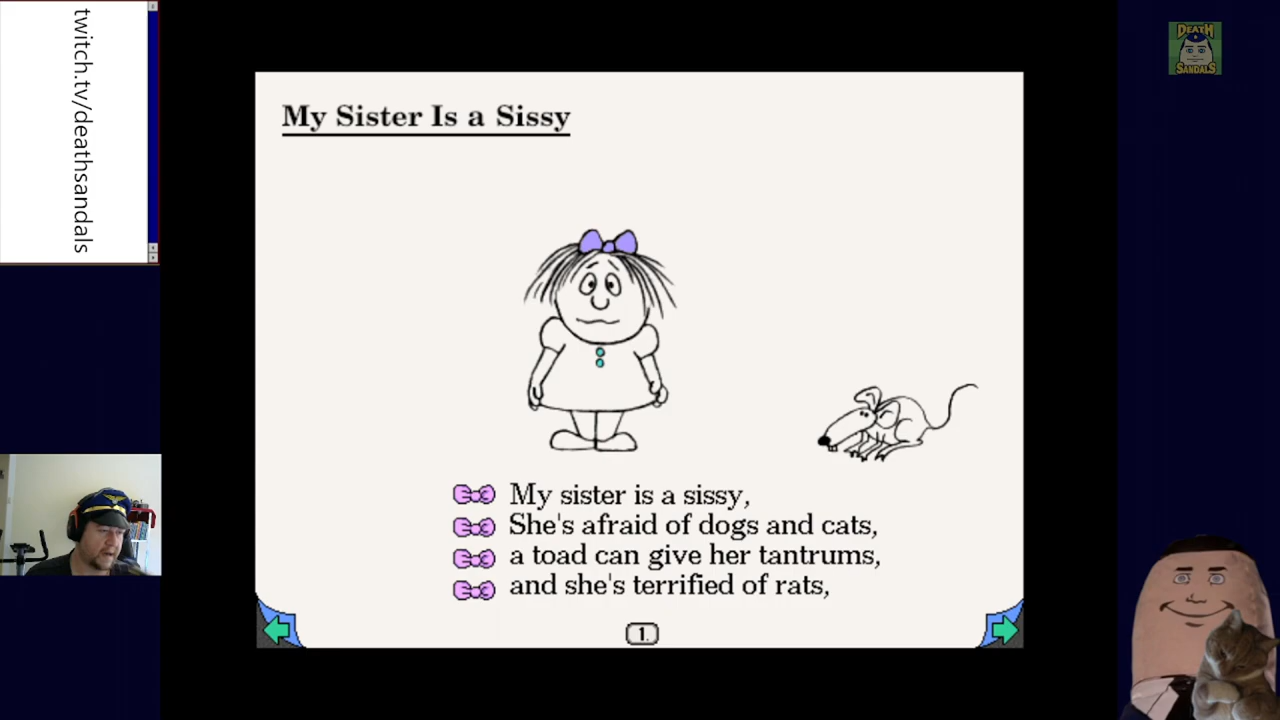 twitch.tv/deathsandals
DEATH
SANDALS
My Sister Is a Sissy
My sister is a sissy,
She's afraid of dogs and cats,
a toad can give her tantrums,
and she's terrified of rats,
1.